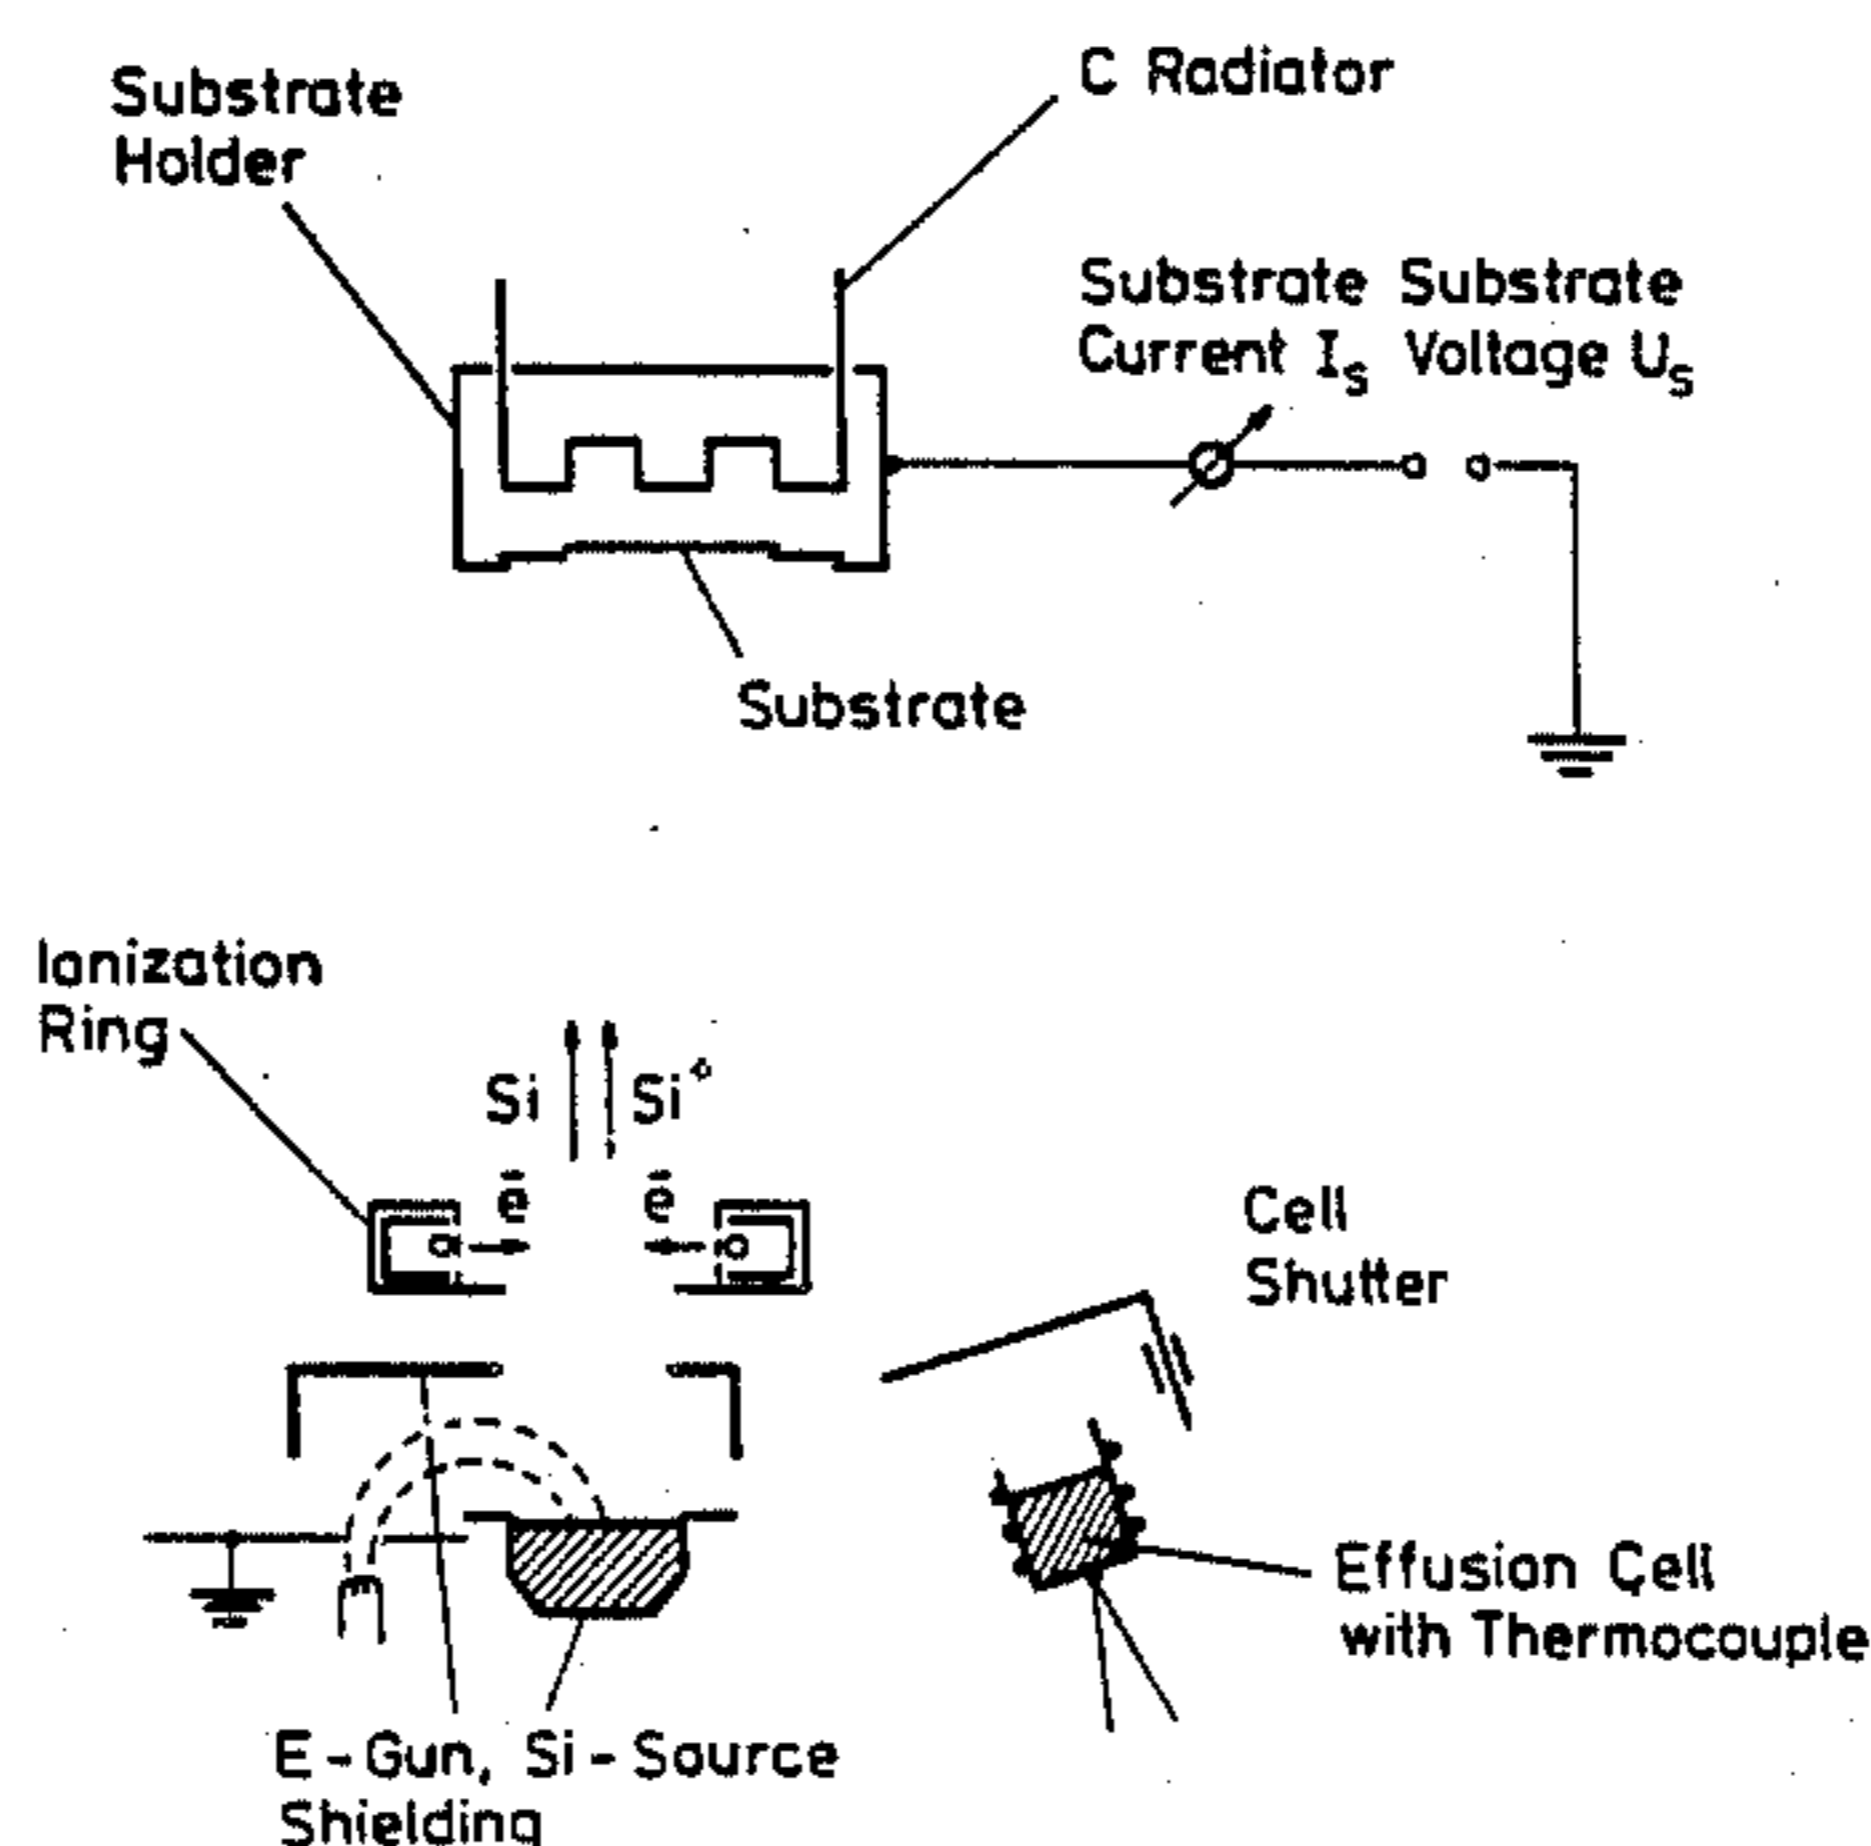 Substrate
Holder
C Radiator
Substrate Substrate
Current Is Voltage Us
Substrate
Ionization
Ring
Si Si⁺
e⁻ e⁻
Cell
Shutter
Effusion Cell
with Thermocouple
E-Gun, Si-Source
Shielding